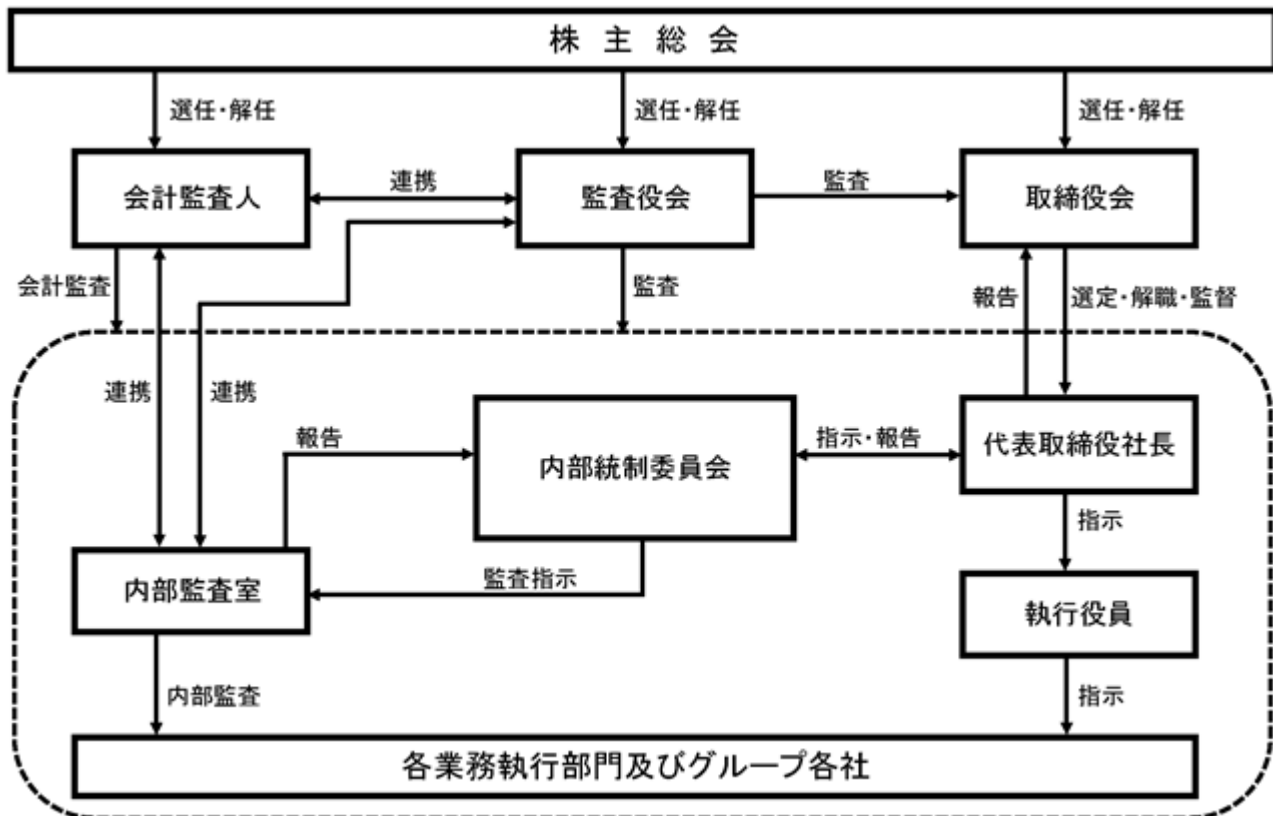 株主総会
選任・解任
選任・解任
選任・解任
会計監査人
連携
監査役会
監査
取締役会
会計監査
監査
報告
選定・解職・監督
連携
連携
報告
内部統制委員会
指示・報告
代表取締役社長
指示
内部監査室
監査指示
執行役員
内部監査
指示
各業務執行部門及びグループ各社